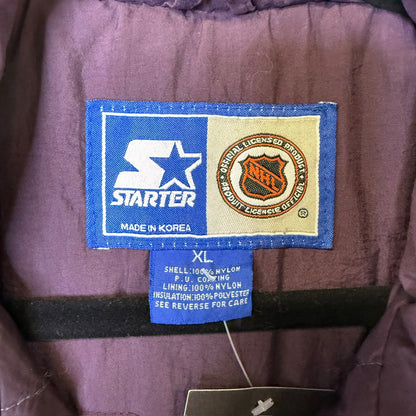 STARTER
MADE IN KOREA
OFFICIAL LICENSED PRODUCT
NHL
PRODUIT LICENCIÉ OFFICIEL
®
XL
SHELL:100% NYLON
P.U. COATING
LINING:100% NYLON
INSULATION:100% POLYESTER
SEE REVERSE FOR CARE